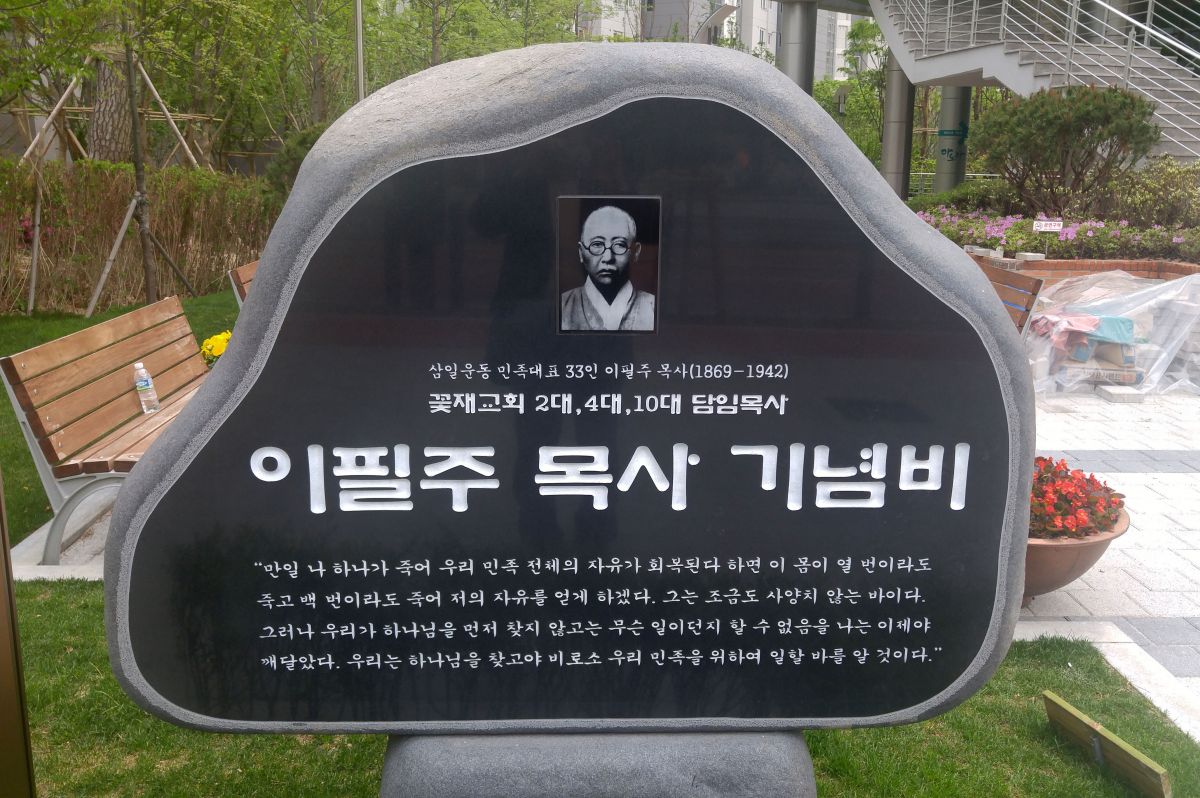 삼일운동 민족대표 33인 이필주 목사(1869-1942)
꽃재교회 2대,4대,10대 담임목사
이필주 목사 기념비
“만일 나 하나가 죽어 우리 민족 전체의 자유가 회복된다 하면 이 몸이 열 번이라도
죽고 백 번이라도 죽어 저의 자유를 얻게 하겠다. 그는 조금도 사양치 않는 바이다.
그러나 우리가 하나님을 먼저 찾지 않고는 무슨 일이던지 할 수 없음을 나는 이제야
깨달았다. 우리는 하나님을 찾고야 비로소 우리 민족을 위하여 일할 바를 알 것이다.”